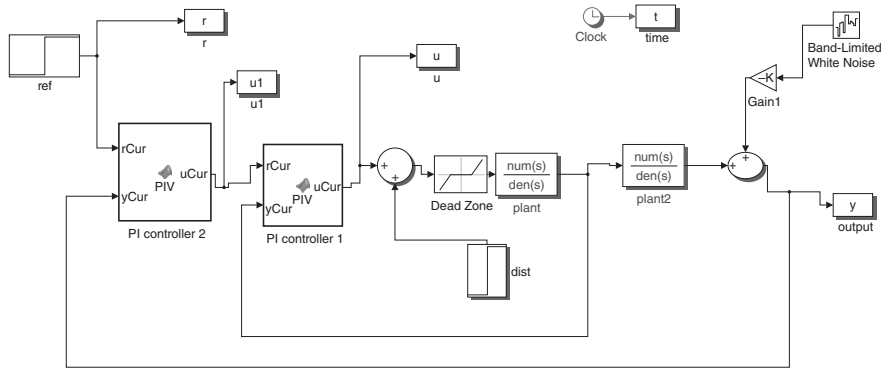 r
r
t
time
Clock
Band-Limited
White Noise
ref
u1
u1
u
u
–K
Gain1
rCur
yCur
uCur
PIV
PI controller 2
rCur
yCur
uCur
PIV
PI controller 1
+
+
Dead Zone
num(s)
den(s)
plant
num(s)
den(s)
plant2
+
+
y
output
dist